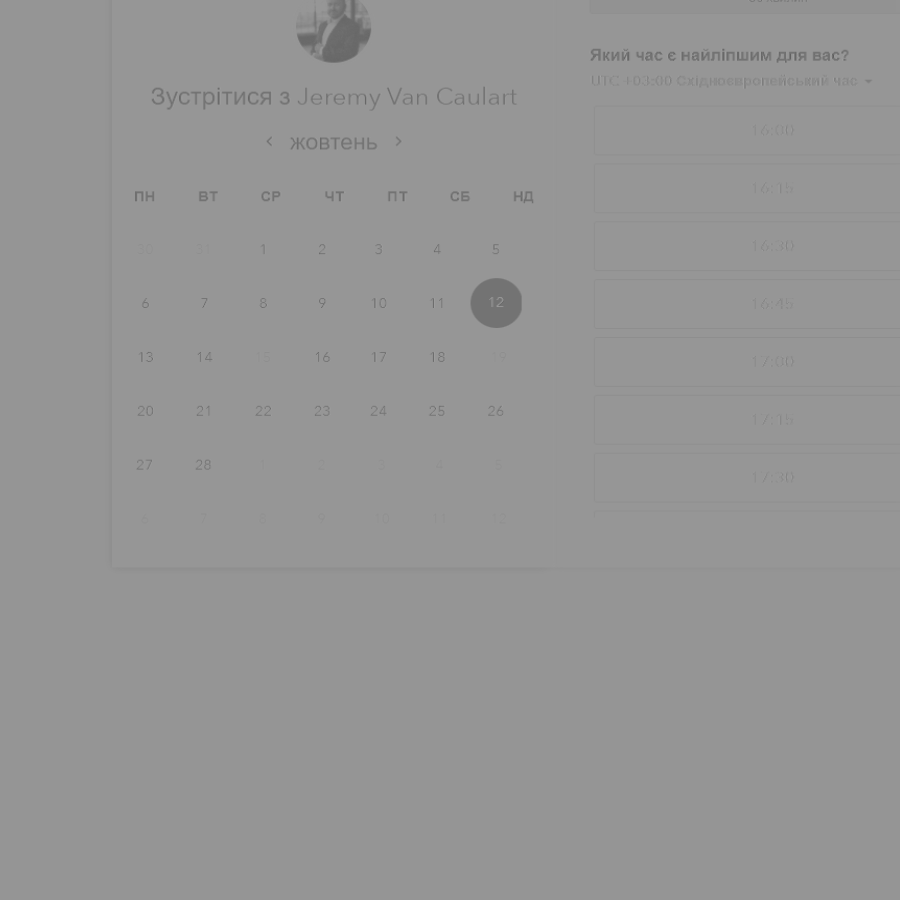 Зустрітися з Jeremy Van Caulart
жовтень
ПН ВТ СР ЧТ ПТ СБ НД
30 31 1 2 3 4 5
6 7 8 9 10 11 12
13 14 15 16 17 18 19
20 21 22 23 24 25 26
27 28 1 2 3 4 5
6 7 8 9 10 11 12
Який час є найліпшим для вас?
UTC +03:00 Східноєвропейський час
16:00
16:15
16:30
16:45
17:00
17:15
17:30